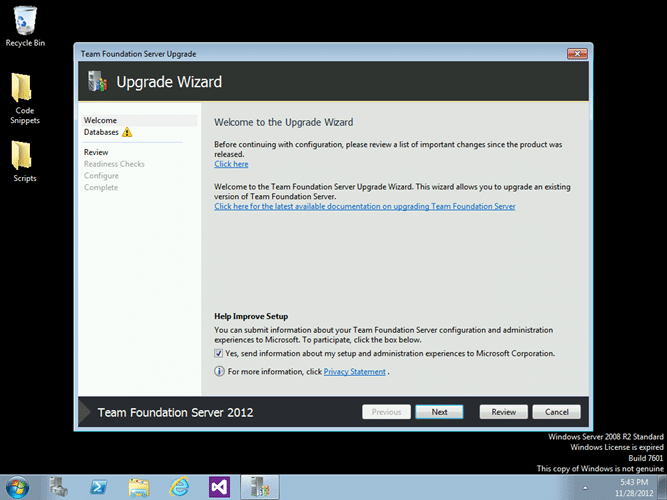 Recycle Bin
Code
Snippets
Scripts
Team Foundation Server Upgrade
Upgrade Wizard
Welcome
Databases
Review
Readiness Checks
Configure
Complete
Welcome to the Upgrade Wizard
Before continuing with configuration, please review a list of important changes since the product was
released.
Click here
Welcome to the Team Foundation Server Upgrade Wizard. This wizard allows you to upgrade an existing
version of Team Foundation Server.
Click here for the latest available documentation on upgrading Team Foundation Server
Help Improve Setup
You can submit information about your Team Foundation Server configuration and administration
experiences to Microsoft. To participate, click the box below.
Yes, send information about my setup and administration experiences to Microsoft Corporation.
For more information, click Privacy Statement .
Team Foundation Server 2012
Previous
Next
Review
Cancel
Windows Server 2008 R2 Standard
Windows License is expired
Build 7601
This copy of Windows is not genuine
5:43 PM
11/28/2012